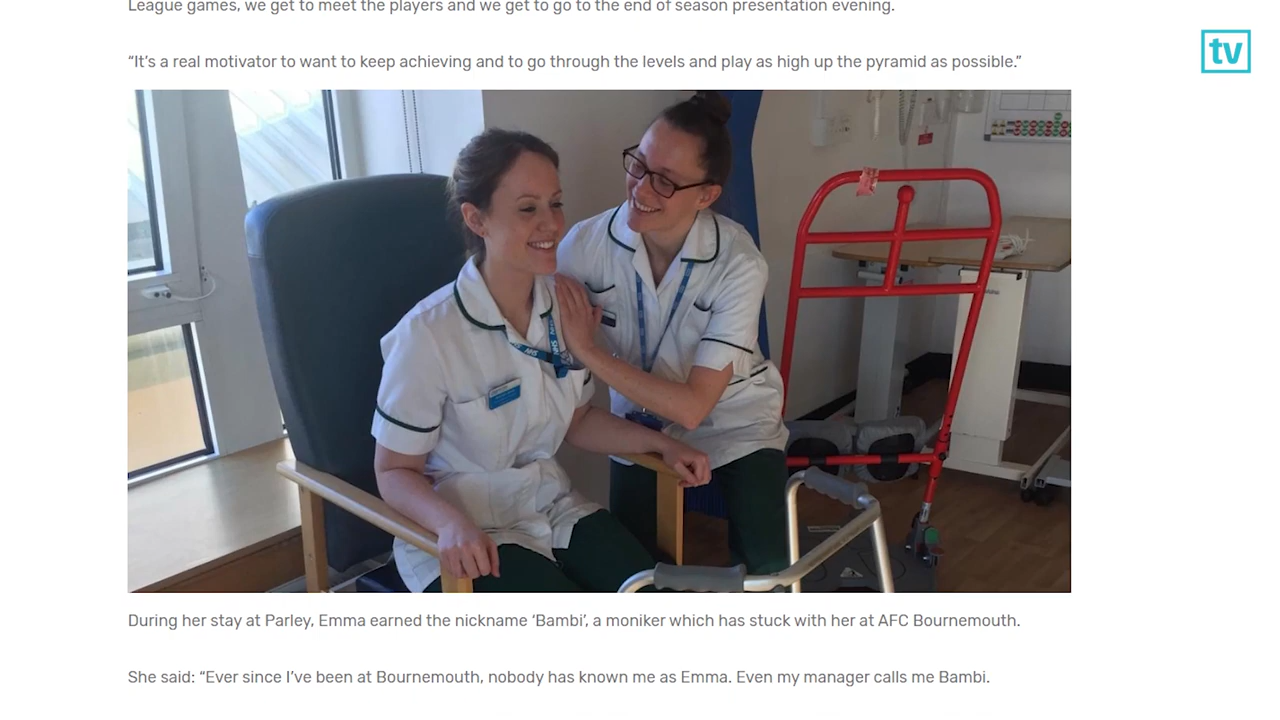 League games, we get to meet the players and we get to go to the end of season presentation evening.
tv
“It’s a real motivator to want to keep achieving and to go through the levels and play as high up the pyramid as possible.”
NHS
During her stay at Parley, Emma earned the nickname ‘Bambi’, a moniker which has stuck with her at AFC Bournemouth.
She said: “Ever since I’ve been at Bournemouth, nobody has known me as Emma. Even my manager calls me Bambi.